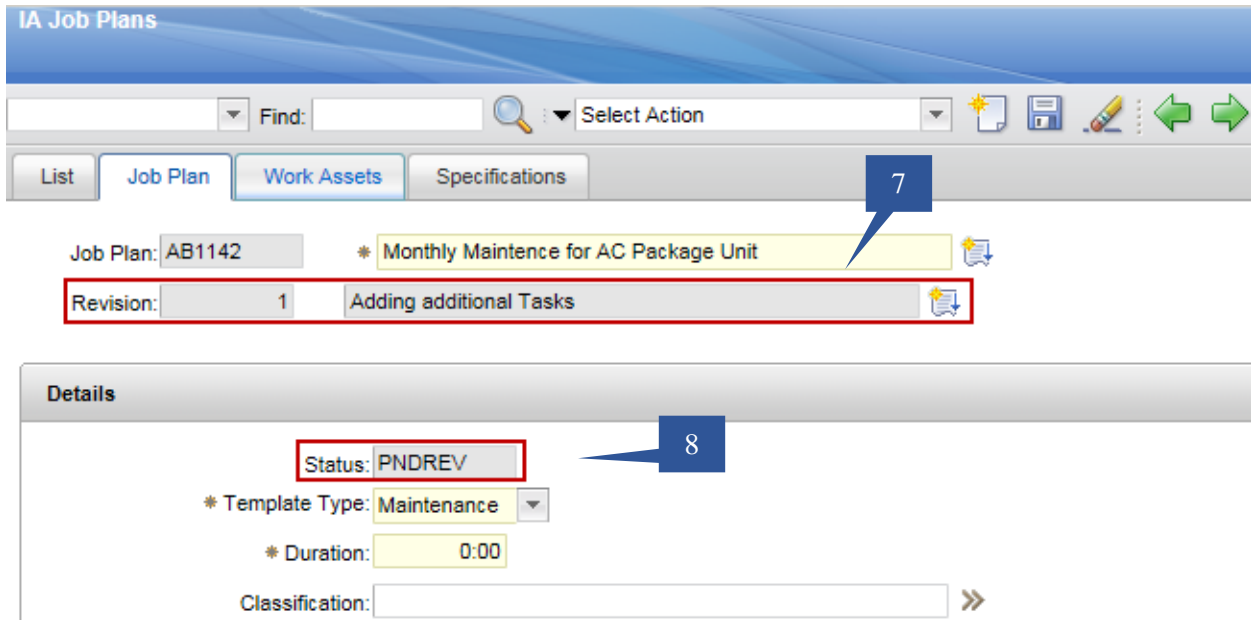 IA Job Plans
Find: Select Action
List Job Plan Work Assets Specifications
7
Job Plan: AB1142 * Monthly Maintence for AC Package Unit
Revision: 1 Adding additional Tasks
Details
8
Status: PNDREV
* Template Type: Maintenance
* Duration: 0:00
Classification: